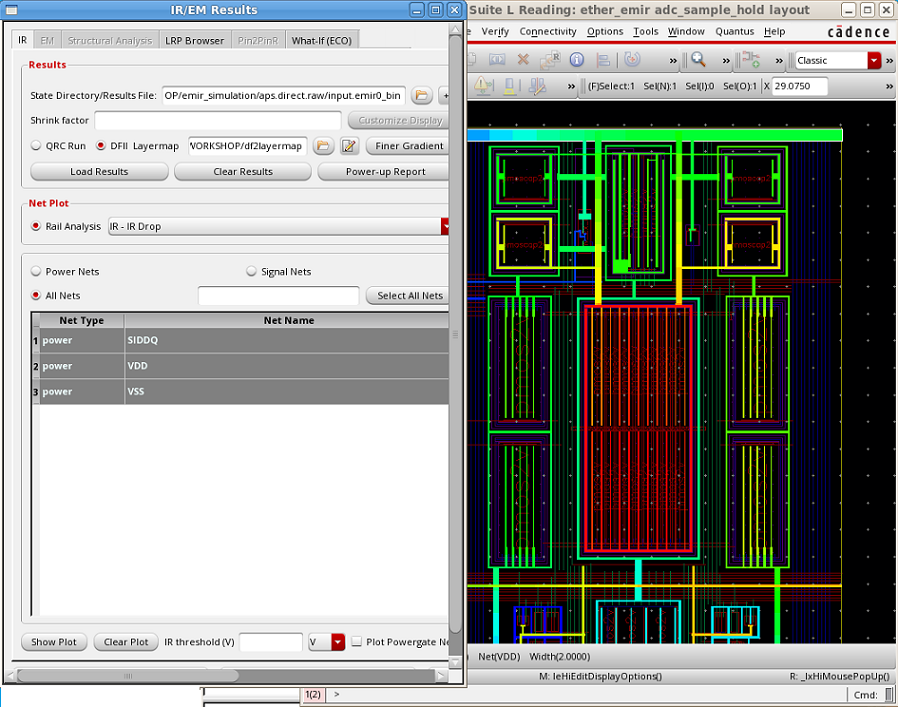 IR/EM Results
Suite L Reading: ether_emir adc_sample_hold layout
IR EM Structural Analysis LRP Browser Pin2PinR What-If (ECO)
Verify Connectivity Options Tools Window Quantus Help
cādence
Results
State Directory/Results File: OP/emir_simulation/aps.direct.raw/input.emir0_bin
Classic
Shrink factor Customize Display
(F)Select:1 Sel(N):1 Sel(I):0 Sel(O):1 X 29.0750
QRC Run DFII Layermap WORKSHOP/df2layermap Finer Gradient
Load Results Clear Results Power-up Report
Net Plot
Rail Analysis IR - IR Drop
Power Nets Signal Nets
All Nets Select All Nets
Net Type Net Name
1 power SIDDQ
2 power VDD
3 power VSS
Show Plot Clear Plot IR threshold (V) V Plot Powergate Ne
) Net(VDD) Width(2.0000)
M: leHiEditDisplayOptions() R: _lxHiMousePopUp()
1(2) > Cmd: